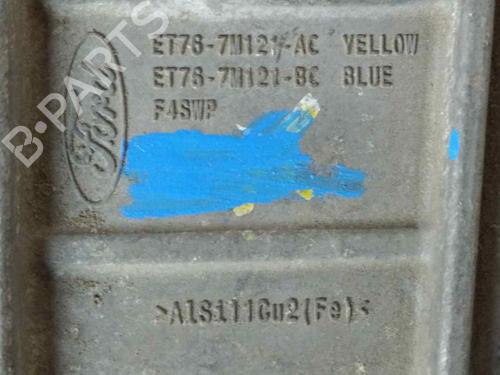 Ford
ET76-7M121-AC YELLOW
ET76-7M121-BC BLUE
F4SWP
>AlSi11Cu2(Fe)<
B-PARTS